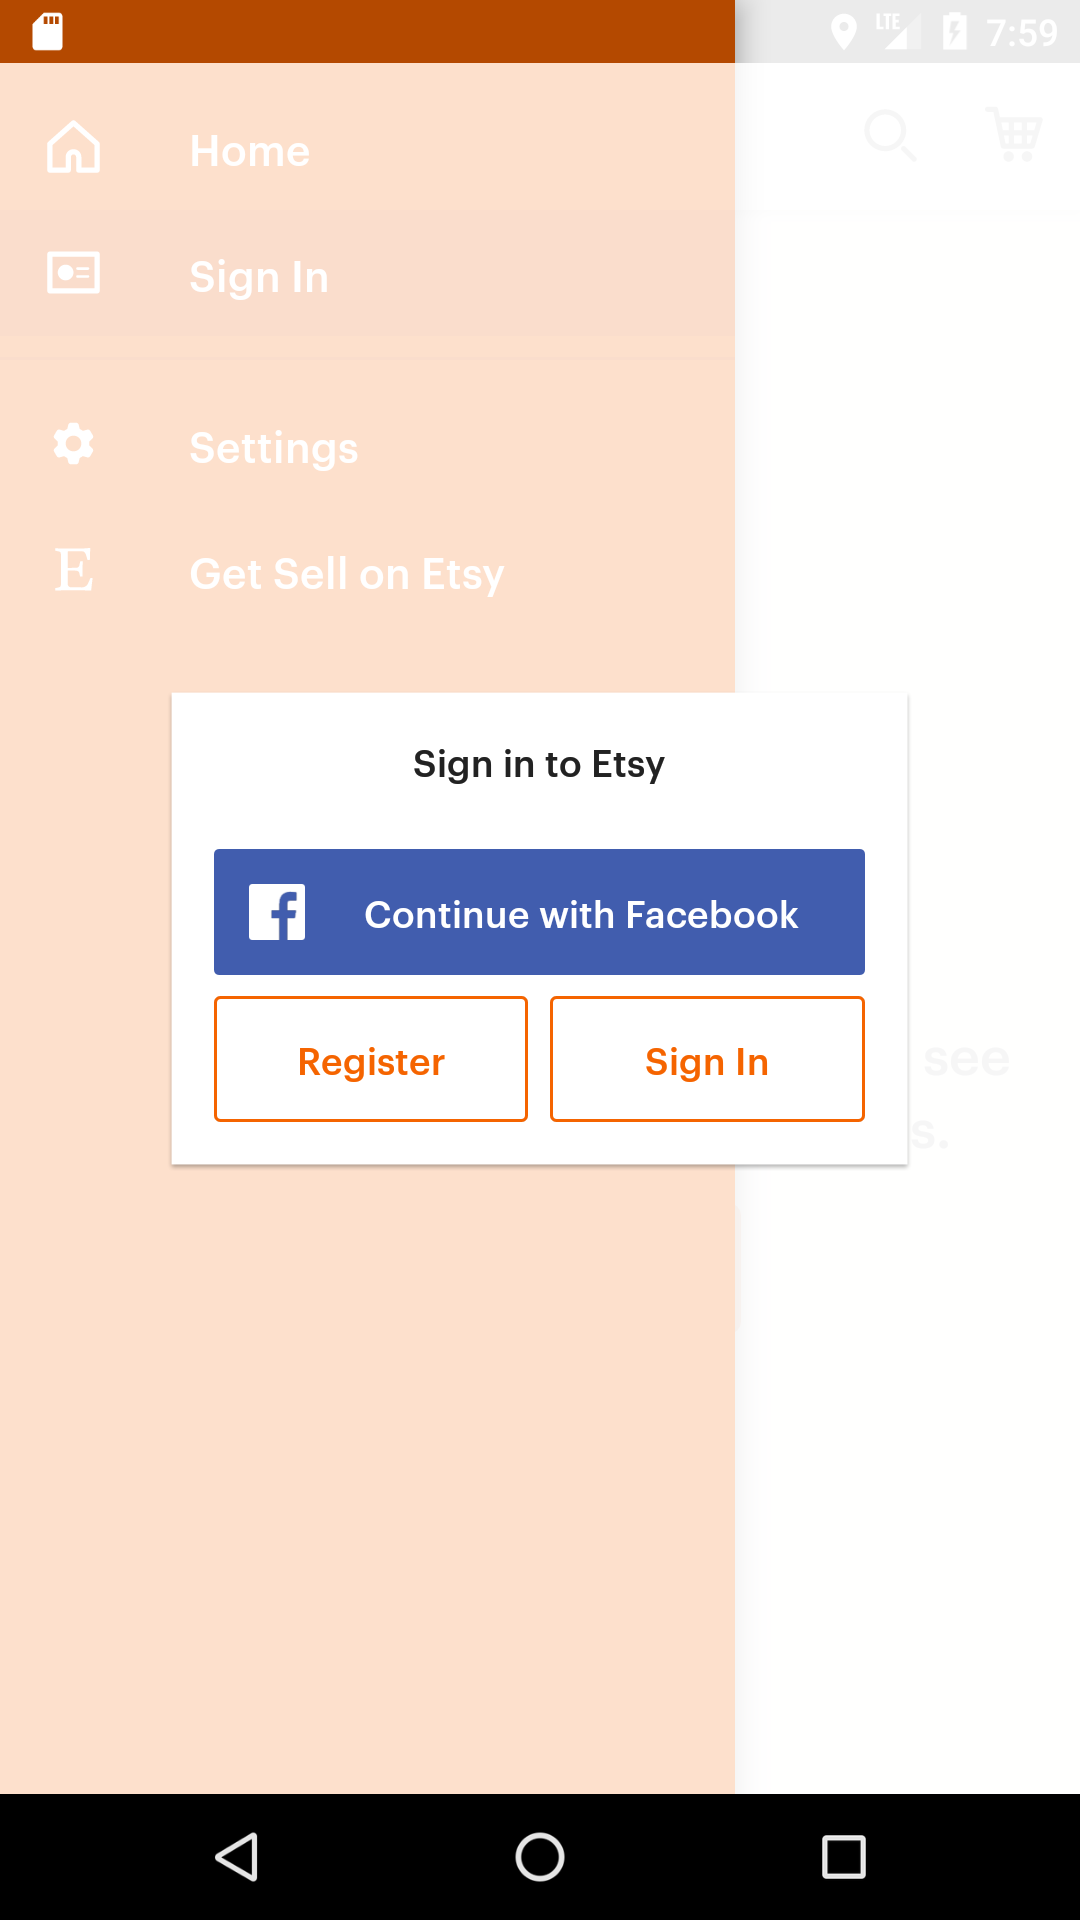 LTE 7:59
Home
Sign In
Settings
E Get Sell on Etsy
Sign in to Etsy
Continue with Facebook
Register Sign In
see
s.